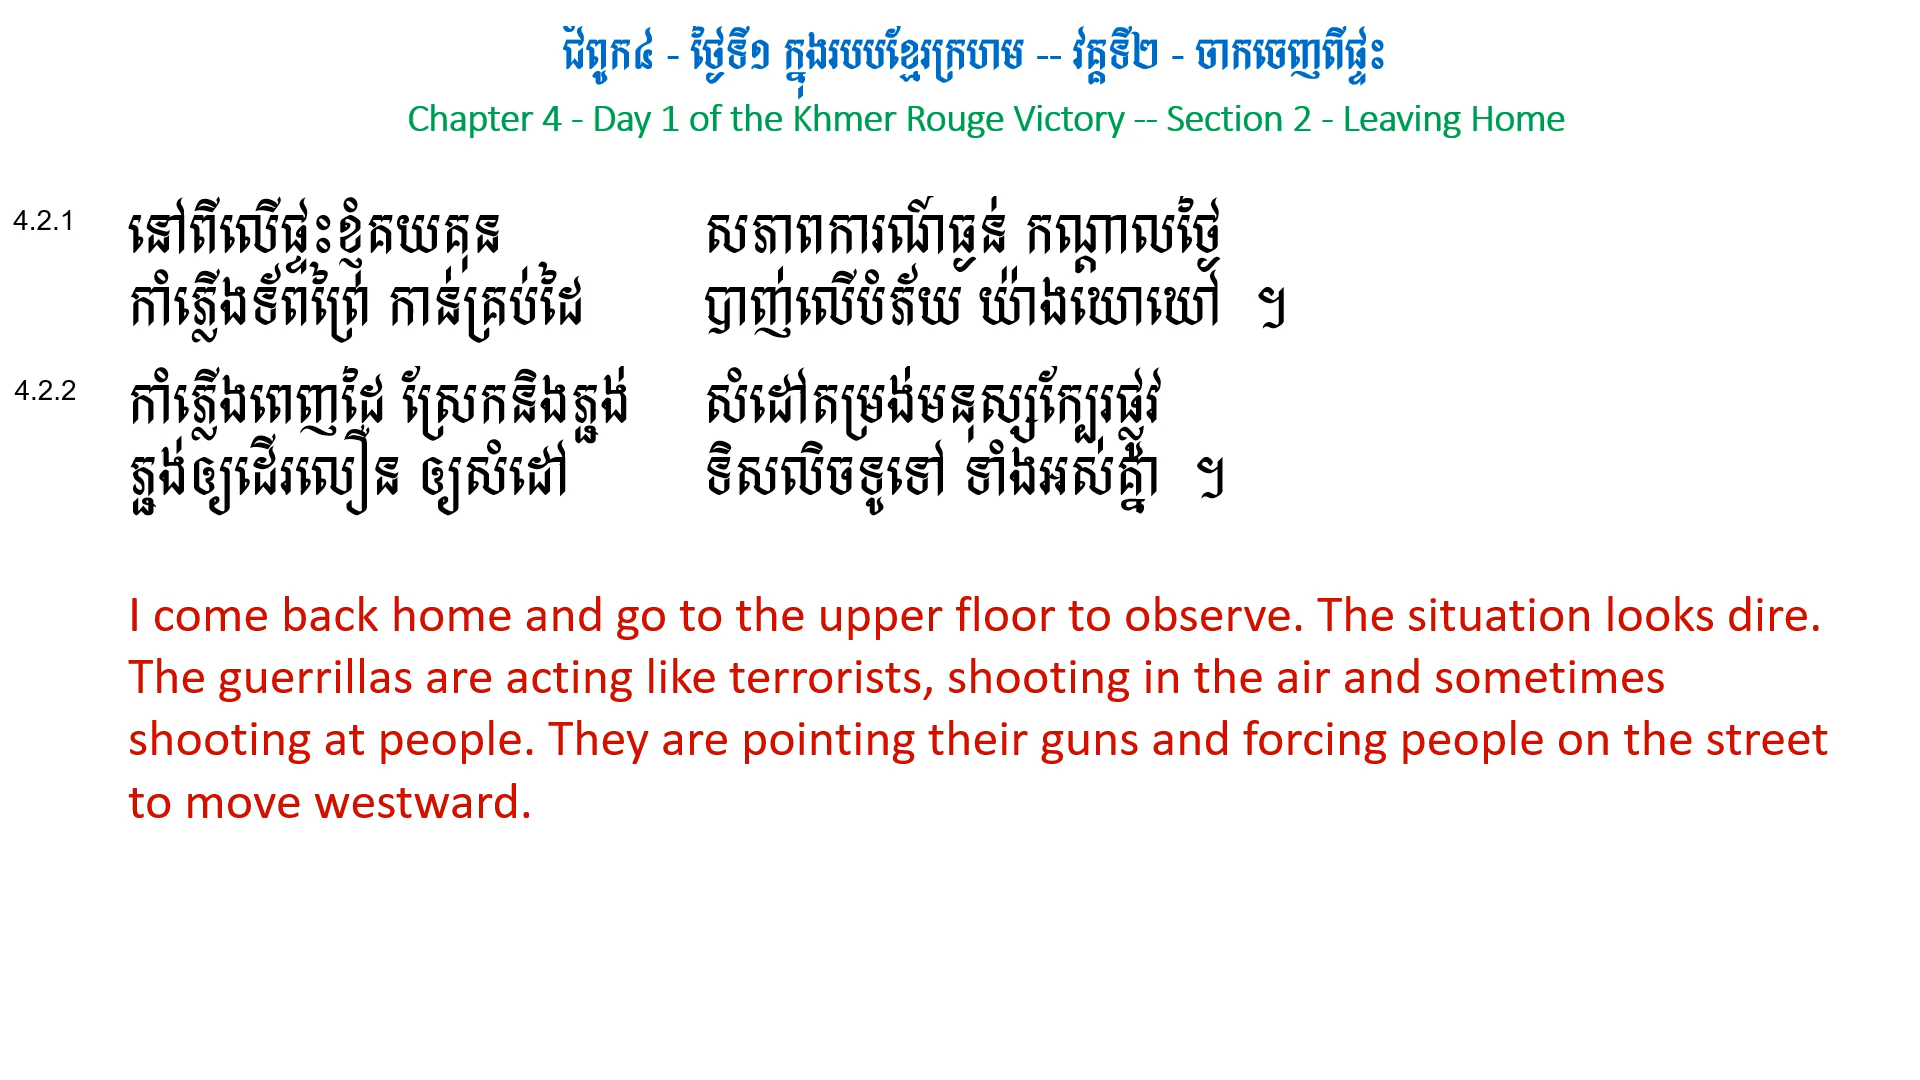 ជំពូក៤ - ថ្ងៃទី១ ក្នុងរបបខ្មែរក្រហម -- វគ្គទី២ - ចាកចេញពីផ្ទះ
Chapter 4 - Day 1 of the Khmer Rouge Victory -- Section 2 - Leaving Home
4.2.1 នៅពីលើផ្ទះខ្ញុំគយគុន សភាពការណ៍ធ្ងន់ កណ្ដាលថ្ងៃ
កាំភ្លើងទ័ពព្រៃ កាន់គ្រប់ដៃ បាញ់លើបំភ័យ យ៉ាងឃោឃៅ ។
4.2.2 កាំភ្លើងពេញដៃ ស្រែកនិងភ្ជង់ សំដៅតម្រង់មនុស្សក្បែរផ្លូវ
ភ្ជង់ឲ្យដើរលឿន ឲ្យសំដៅ ទិសលិចទូទៅ ទាំងអស់គ្នា ។
I come back home and go to the upper floor to observe. The situation looks dire.
The guerrillas are acting like terrorists, shooting in the air and sometimes
shooting at people. They are pointing their guns and forcing people on the street
to move westward.